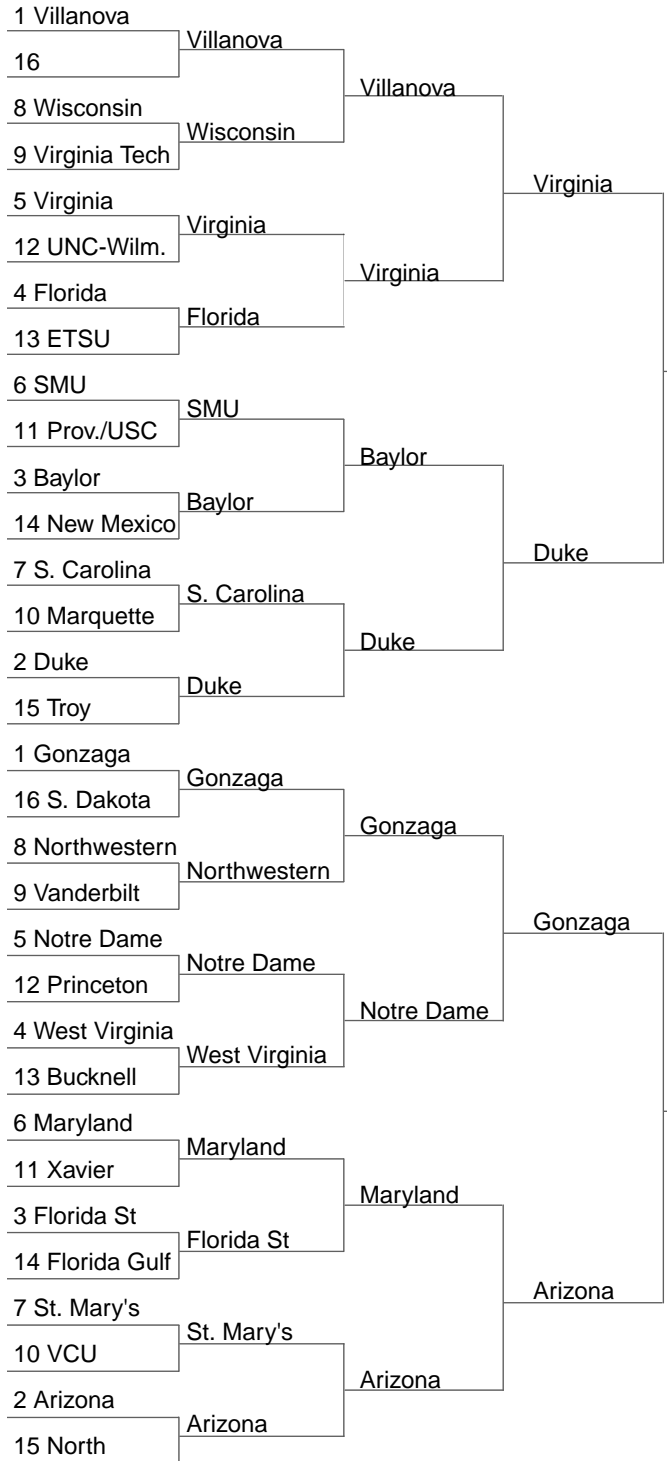 1 Villanova
Villanova
16
Villanova
8 Wisconsin
Wisconsin
9 Virginia Tech
Virginia
5 Virginia
Virginia
12 UNC-Wilm.
Virginia
4 Florida
Florida
13 ETSU
6 SMU
SMU
11 Prov./USC
Baylor
3 Baylor
Baylor
14 New Mexico
Duke
7 S. Carolina
S. Carolina
10 Marquette
Duke
2 Duke
Duke
15 Troy
1 Gonzaga
Gonzaga
16 S. Dakota
Gonzaga
8 Northwestern
Northwestern
9 Vanderbilt
Gonzaga
5 Notre Dame
Notre Dame
12 Princeton
Notre Dame
4 West Virginia
West Virginia
13 Bucknell
6 Maryland
Maryland
11 Xavier
Maryland
3 Florida St
Florida St
14 Florida Gulf
Arizona
7 St. Mary's
St. Mary's
10 VCU
Arizona
2 Arizona
Arizona
15 North